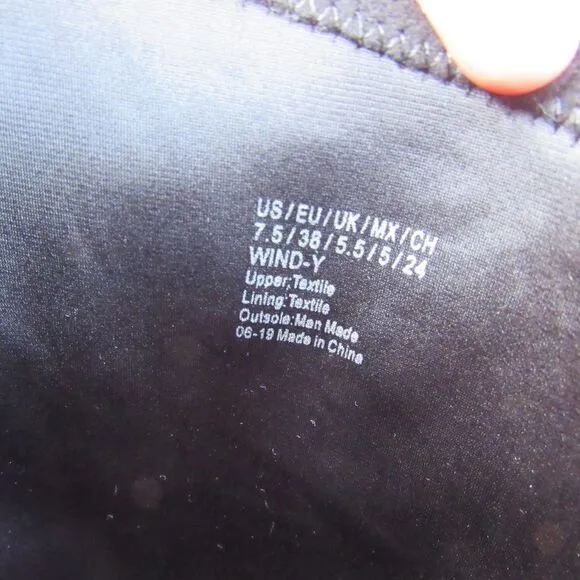 US/EU/UK/MX/CH
7.5/38/5.5/5/24
WIND-Y
Upper:Textile
Lining:Textile
Outsole:Man Made
06-19 Made in China